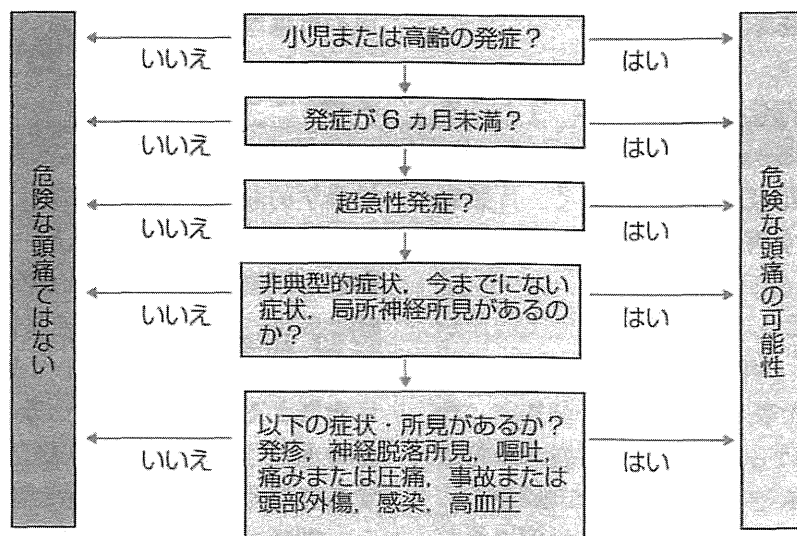 小児または高齢の発症？
いいえ
はい
発症が６ヵ月未満？
いいえ
はい
超急性発症？
いいえ
はい
非典型的症状，今までにない
症状，局所神経所見があるの
か？
いいえ
はい
以下の症状・所見があるか？
発疹，神経脱落所見，嘔吐，
痛みまたは圧痛，事故または
頭部外傷，感染，高血圧
いいえ
はい
危険な頭痛ではない
危険な頭痛の可能性